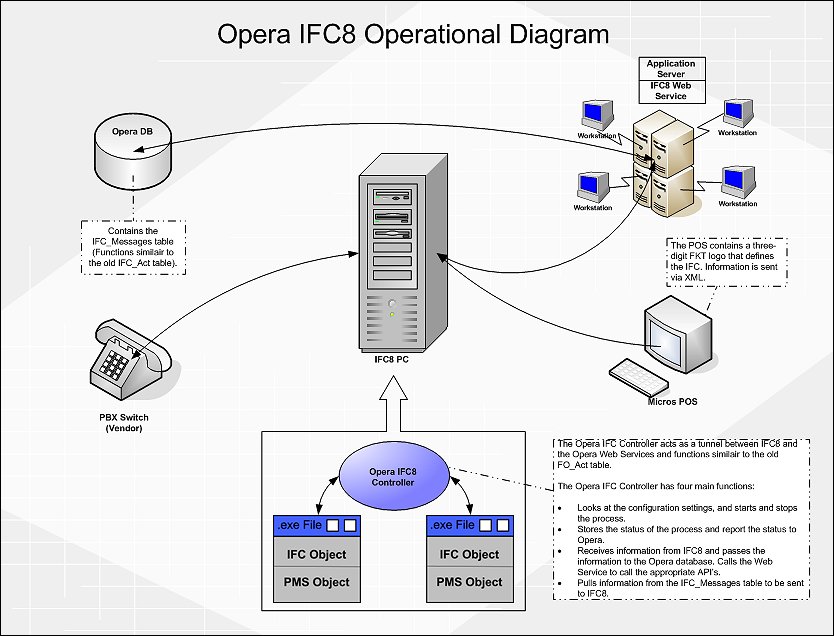 Opera IFC8 Operational Diagram
Application
Server
IFC8 Web
Service
Opera DB
Workstation
Workstation
Workstation
Workstation
Contains the
IFC_Messages table
(Functions similair to
the old IFC_Act table).
The POS contains a three-
digit FKT logo that defines
the IFC. Information is sent
via XML.
IFC8 PC
PBX Switch
(Vendor)
Micros POS
Opera IFC8
Controller
.exe File
IFC Object
PMS Object
.exe File
IFC Object
PMS Object
The Opera IFC Controller acts as a tunnel between IFC8 and
the Opera Web Services and functions similair to the old
FO_Act table.
The Opera IFC Controller has four main functions:
• Looks at the configuration settings, and starts and stops
the process.
• Stores the status of the process and report the status to
Opera.
• Receives information from IFC8 and passes the
information to the Opera database. Calls the Web
Service to call the appropriate API's.
• Pulls information from the IFC_Messages table to be sent
to IFC8.